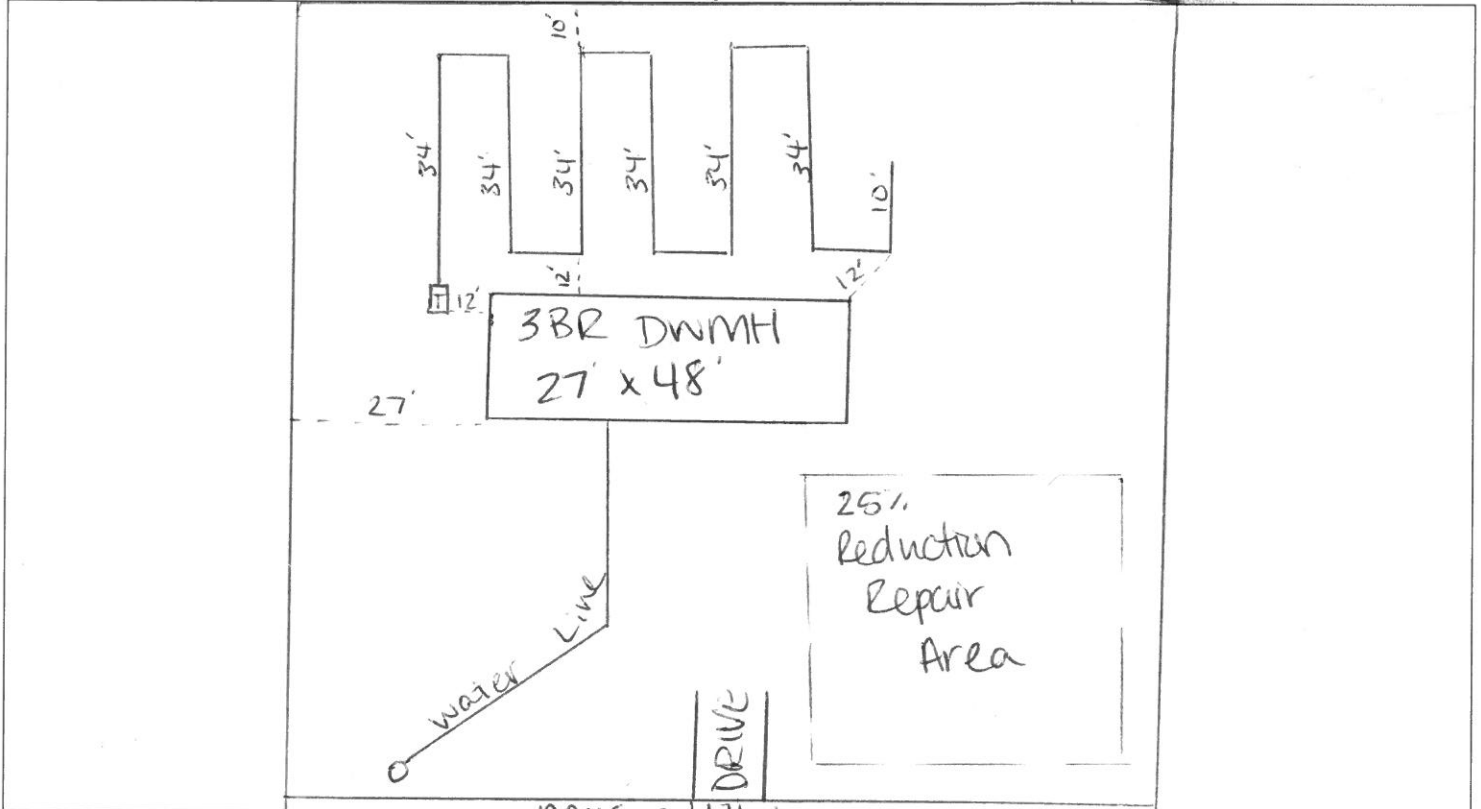 10'
34'
34'
34'
34'
34'
34'
10'
12'
12'
T
12'
3BR DWMH
27' x 48'
27'
25%
Reduction
Repair
Area
Water Line
DRIVE